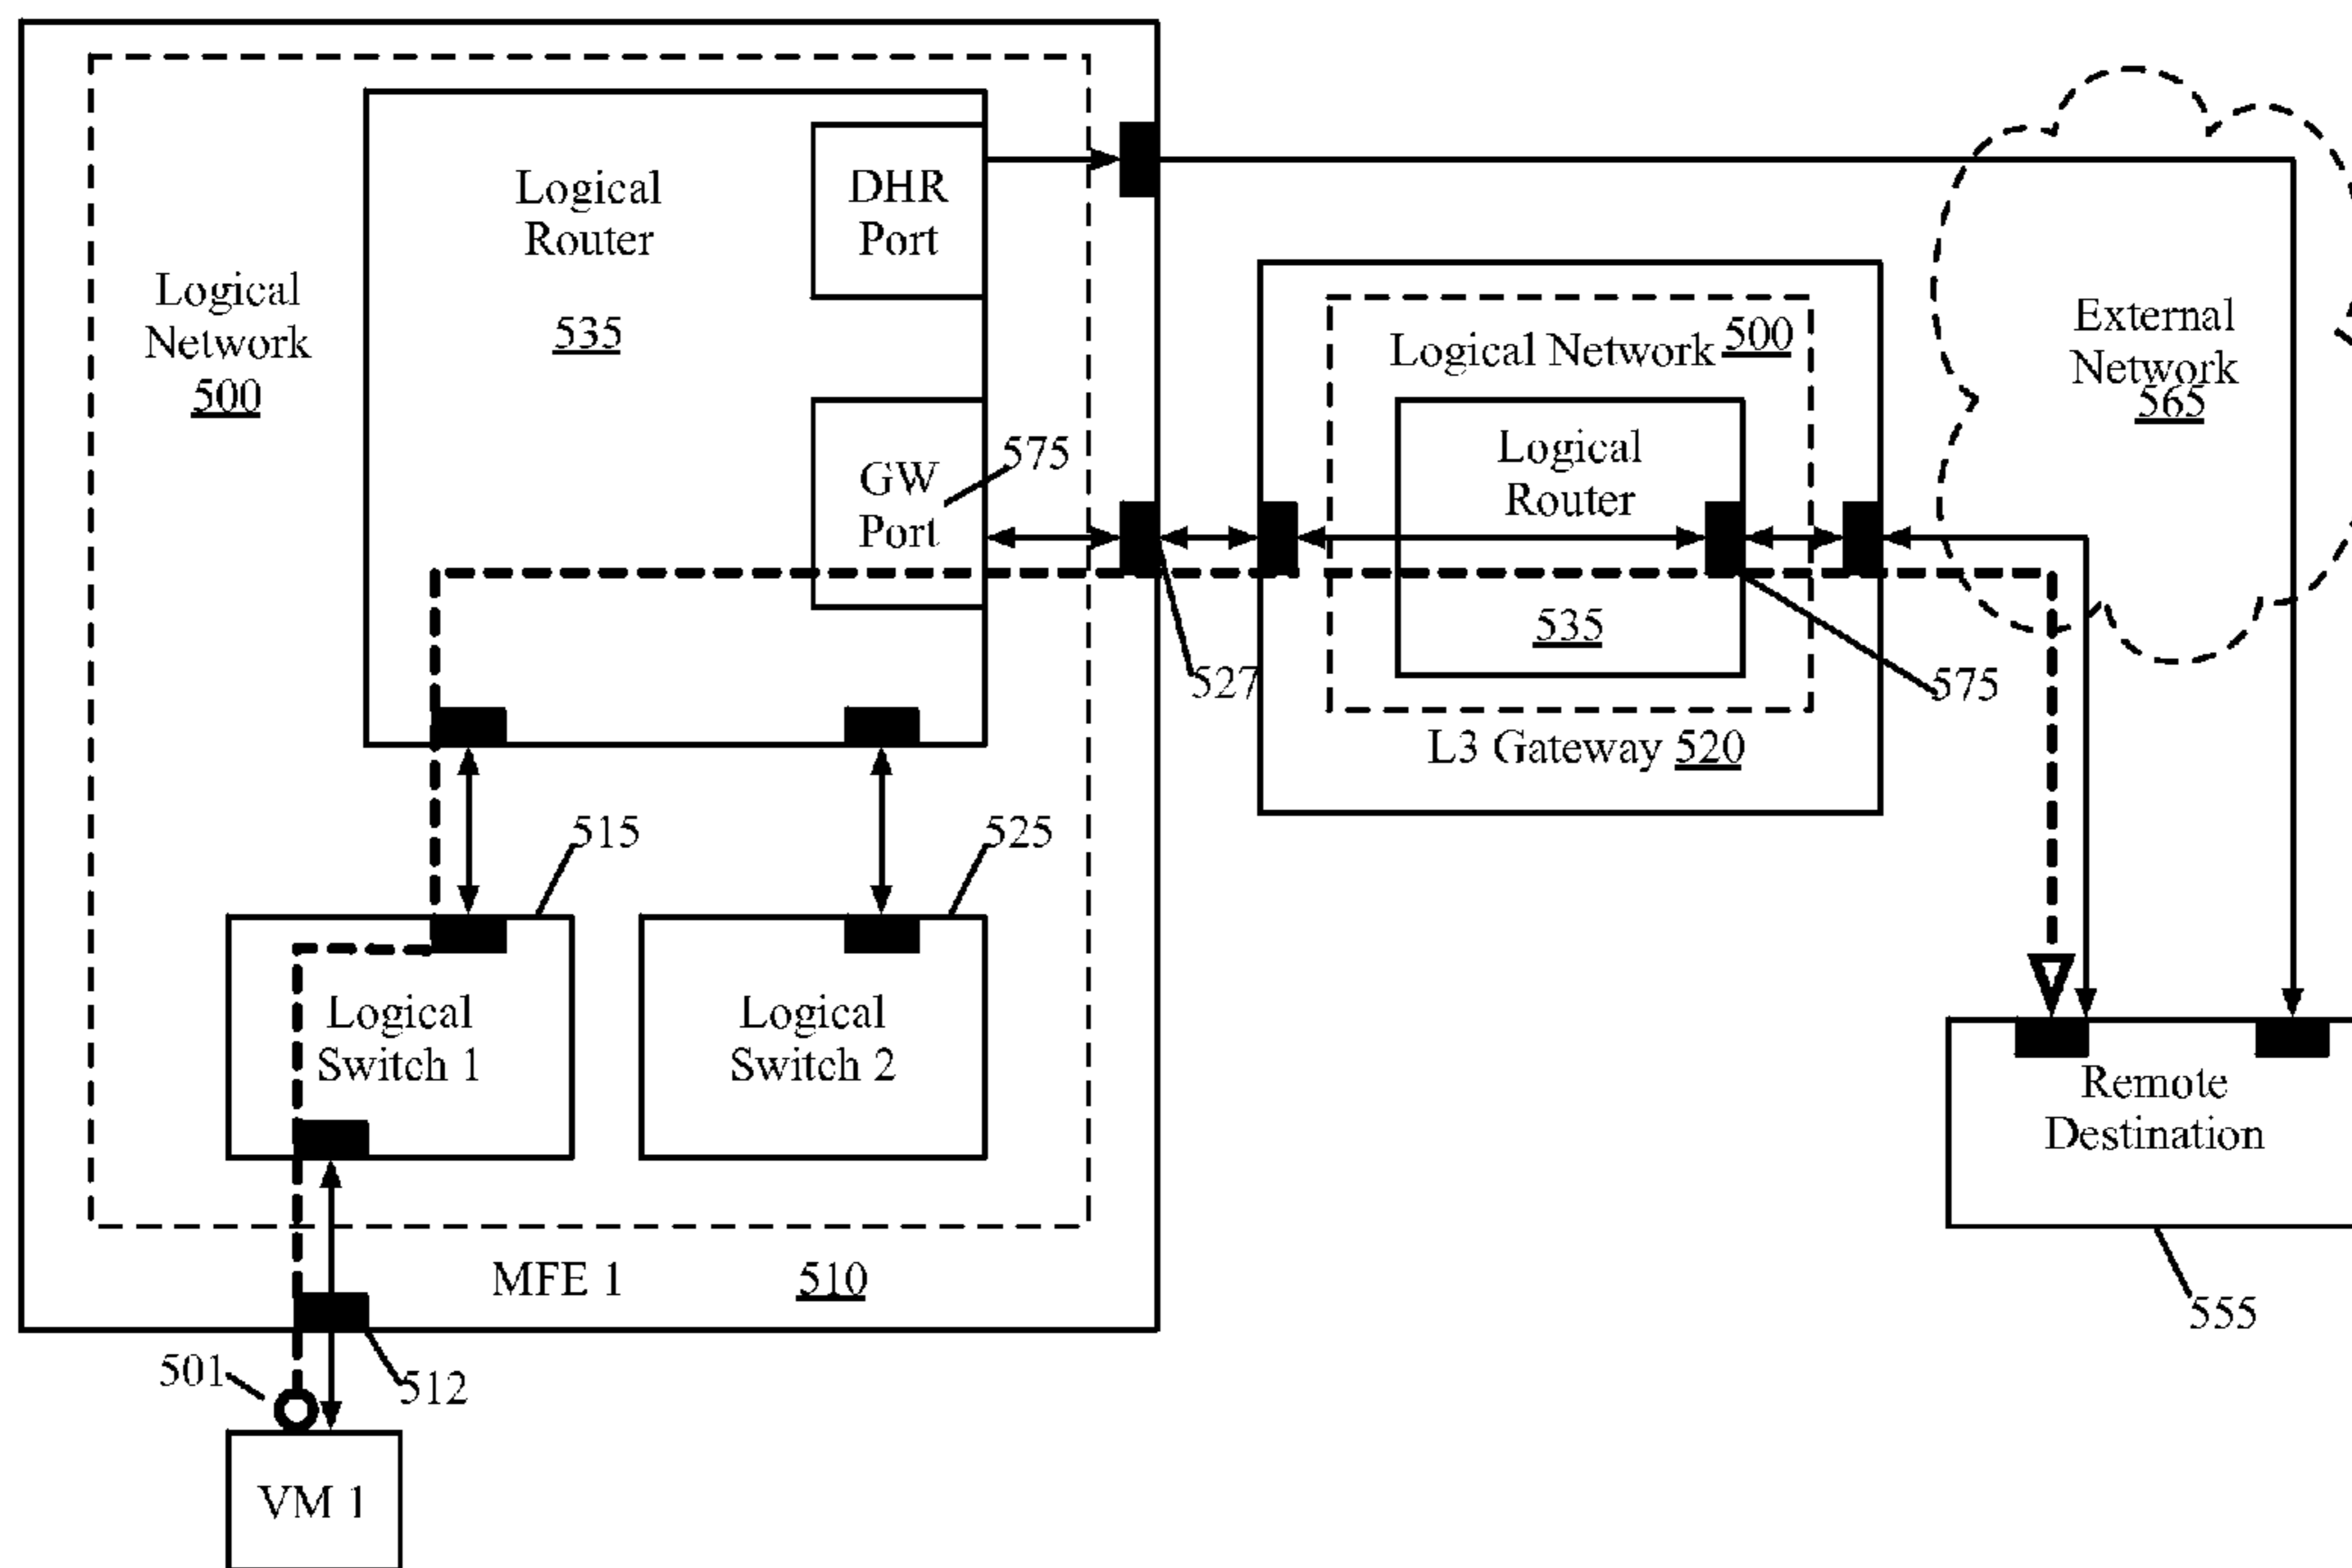 Logical
Network
500
Logical
Router
535
DHR
Port
GW
Port
575
Logical Network 500
Logical
Router
535
L3 Gateway 520
External
Network
565
527
575
515
525
Logical
Switch 1
Logical
Switch 2
Remote
Destination
555
MFE 1 510
501
512
VM 1